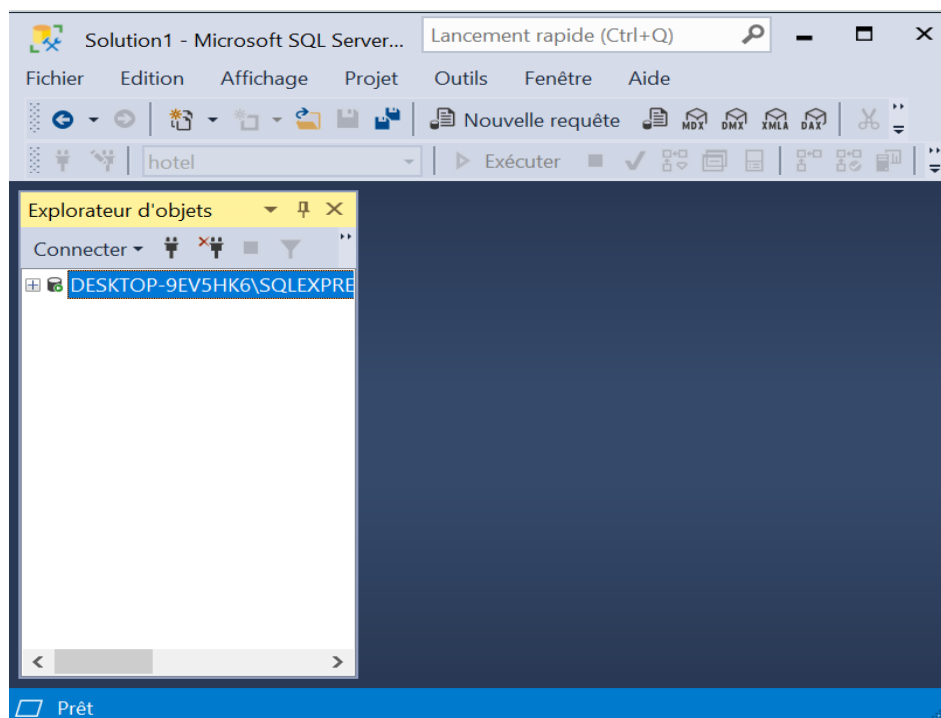 Solution1 - Microsoft SQL Server...
Lancement rapide (Ctrl+Q)
Fichier Edition Affichage Projet Outils Fenêtre Aide
Nouvelle requête MDX DMX XMLA DAX
hotel Exécuter
Explorateur d'objets
Connecter
DESKTOP-9EV5HK6\SQLEXPRE
Prêt